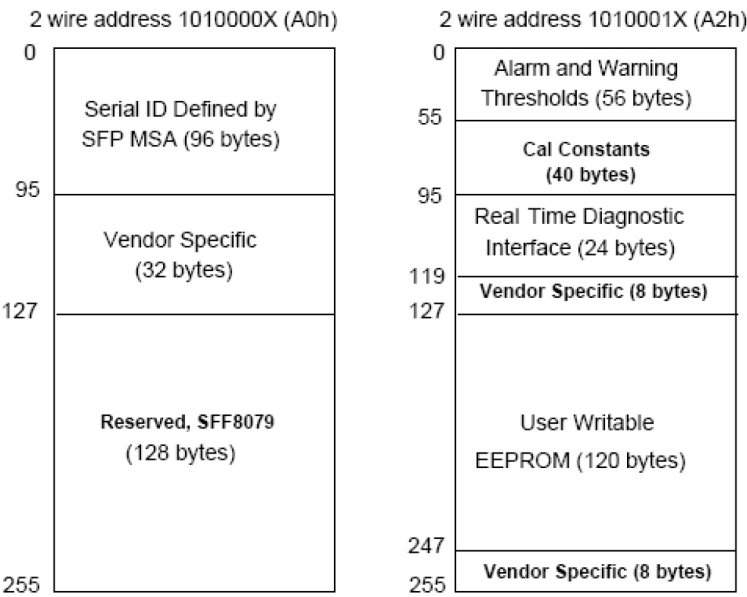 2 wire address 1010000X (A0h)
0
Serial ID Defined by
SFP MSA (96 bytes)
95
Vendor Specific
(32 bytes)
127
Reserved, SFF8079
(128 bytes)
255
2 wire address 1010001X (A2h)
0
Alarm and Warning
Thresholds (56 bytes)
55
Cal Constants
(40 bytes)
95
Real Time Diagnostic
Interface (24 bytes)
119
Vendor Specific (8 bytes)
127
User Writable
EEPROM (120 bytes)
247
Vendor Specific (8 bytes)
255